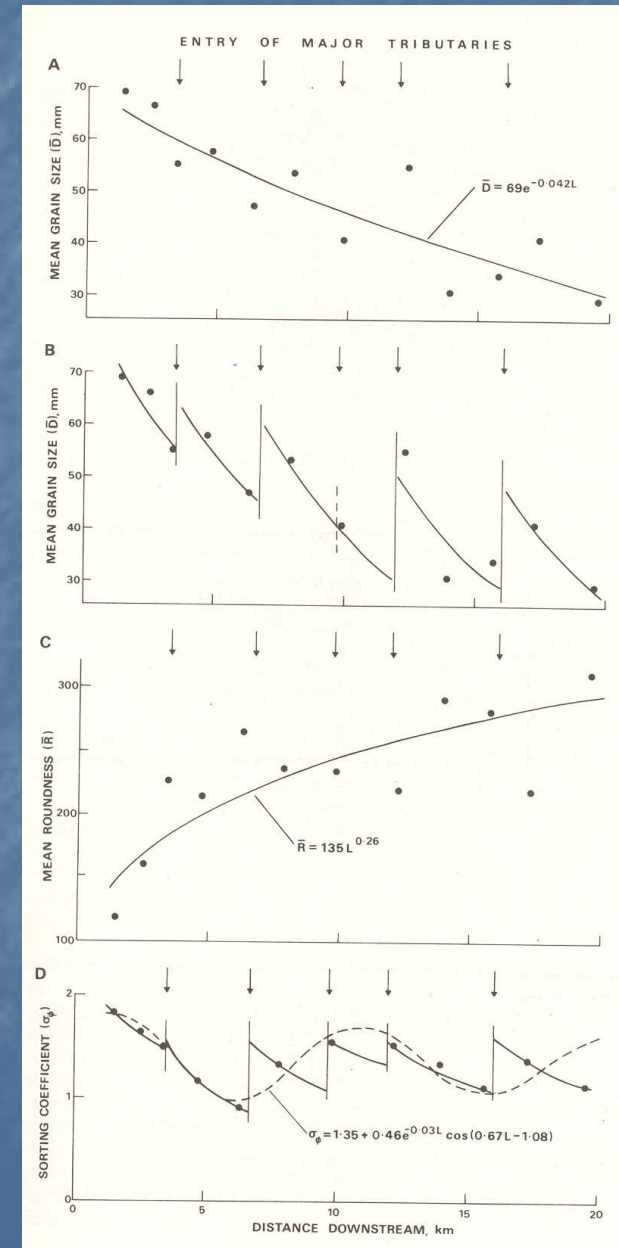 ENTRY OF MAJOR TRIBUTARIES
A
MEAN GRAIN SIZE (D̄),mm
70
60
50
40
30
D̄ = 69e^-0·042L
B
MEAN GRAIN SIZE (D̄),mm
70
60
50
40
30
C
MEAN ROUNDNESS (R̄)
300
200
100
R̄ = 135L^0·26
D
SORTING COEFFICIENT (σϕ)
2
1
0
σϕ = 1·35 + 0·46e^-0·03L cos(0·67L−1·08)
0 5 10 15 20
DISTANCE DOWNSTREAM, km